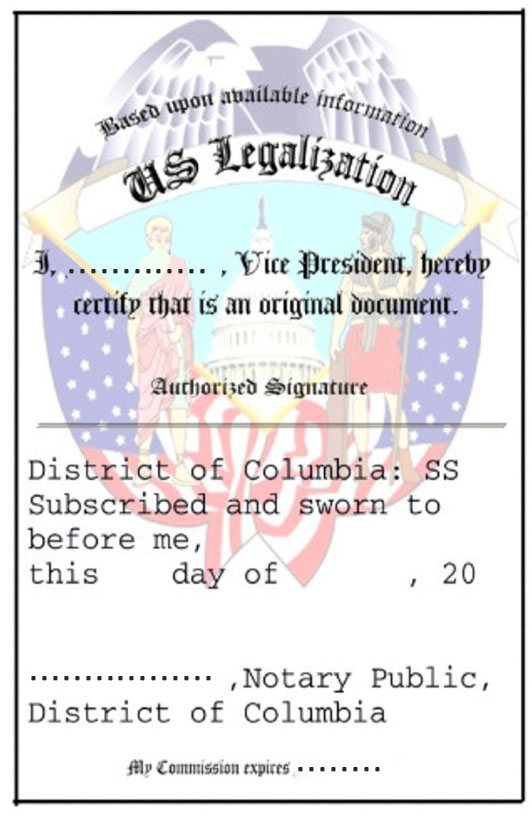 Based upon available information
US Legalization
I, ............. , Vice President, hereby
certify that is an original document.
Authorized Signature
District of Columbia: SS
Subscribed and sworn to
before me,
this day of , 20
................. ,Notary Public,
District of Columbia
My Commission expires ........